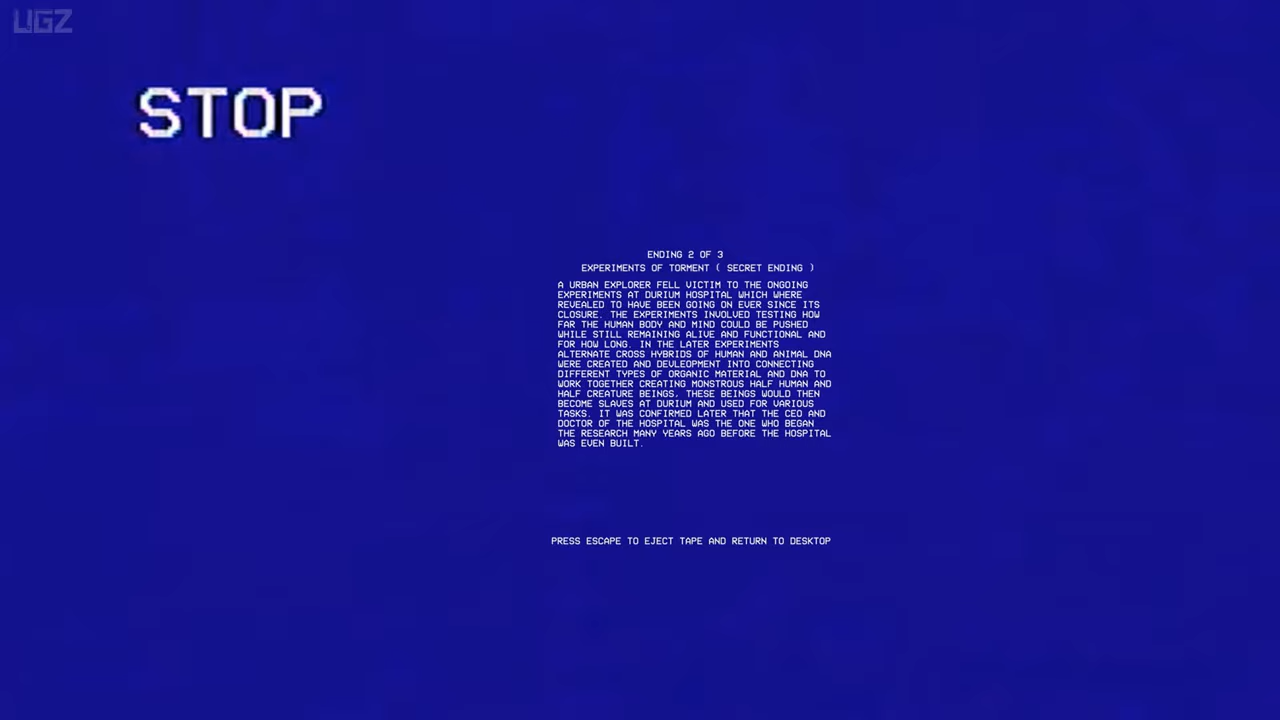 UGZ
STOP
ENDING 2 OF 3
EXPERIMENTS OF TORMENT ( SECRET ENDING )
A URBAN EXPLORER FELL VICTIM TO THE ONGOING
EXPERIMENTS AT DURIUM HOSPITAL WHICH WHERE
REVEALED TO HAVE BEEN GOING ON EVER SINCE ITS
CLOSURE. THE EXPERIMENTS INVOLVED TESTING HOW
FAR THE HUMAN BODY AND MIND COULD BE PUSHED
WHILE STILL REMAINING ALIVE AND FUNCTIONAL AND
FOR HOW LONG. IN THE LATER EXPERIMENTS
ALTERNATE CROSS HYBRIDS OF HUMAN AND ANIMAL DNA
WERE CREATED AND DEVLEOPMENT INTO CONNECTING
DIFFERENT TYPES OF ORGANIC MATERIAL AND DNA TO
WORK TOGETHER CREATING MONSTROUS HALF HUMAN AND
HALF CREATURE BEINGS, THESE BEINGS WOULD THEN
BECOME SLAVES AT DURIUM AND USED FOR VARIOUS
TASKS. IT WAS CONFIRMED LATER THAT THE CEO AND
DOCTOR OF THE HOSPITAL WAS THE ONE WHO BEGAN
THE RESEARCH MANY YEARS AGO BEFORE THE HOSPITAL
WAS EVEN BUILT.
PRESS ESCAPE TO EJECT TAPE AND RETURN TO DESKTOP